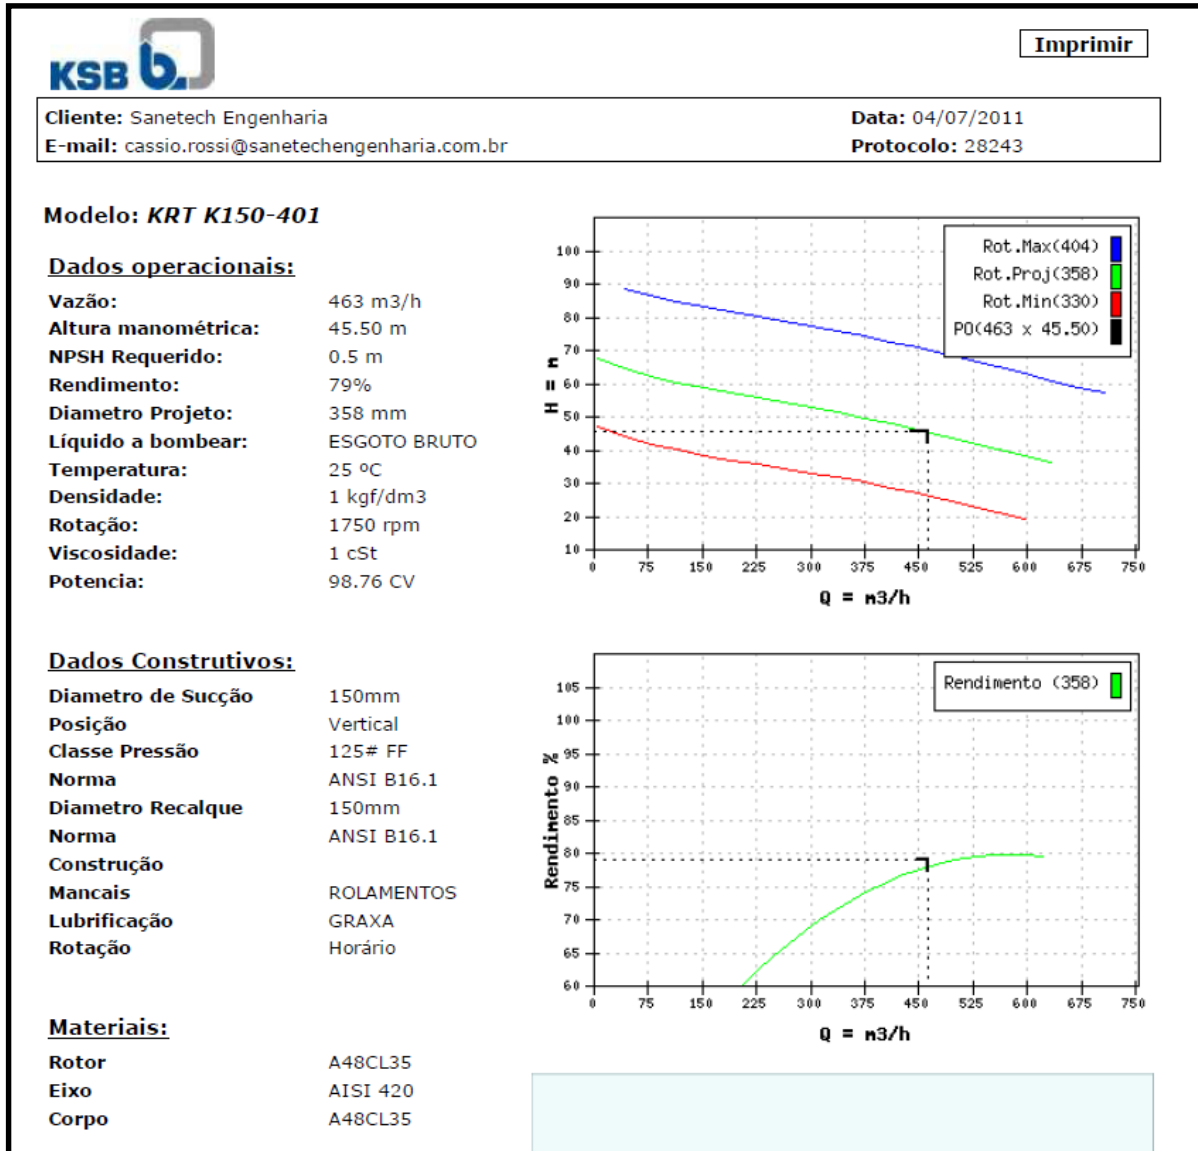 KSB b.
Imprimir
Cliente: Sanetech Engenharia
Data: 04/07/2011
E-mail: cassio.rossi@sanetechengenharia.com.br
Protocolo: 28243
Modelo: KRT K150-401
Dados operacionais:
Vazão: 463 m3/h
Altura manométrica: 45.50 m
NPSH Requerido: 0.5 m
Rendimento: 79%
Diametro Projeto: 358 mm
Líquido a bombear: ESGOTO BRUTO
Temperatura: 25 ºC
Densidade: 1 kgf/dm3
Rotação: 1750 rpm
Viscosidade: 1 cSt
Potencia: 98.76 CV
Rot.Max(404)
Rot.Proj(358)
Rot.Min(330)
PO(463 x 45.50)
H = m
100
90
80
70
60
50
40
30
20
10
0 75 150 225 300 375 450 525 600 675 750
Q = m3/h
Dados Construtivos:
Diametro de Sucção 150mm
Posição Vertical
Classe Pressão 125# FF
Norma ANSI B16.1
Diametro Recalque 150mm
Norma ANSI B16.1
Construção
Mancais ROLAMENTOS
Lubrificação GRAXA
Rotação Horário
Rendimento (358)
Rendimento %
105
100
95
90
85
80
75
70
65
60
0 75 150 225 300 375 450 525 600 675 750
Q = m3/h
Materiais:
Rotor A48CL35
Eixo AISI 420
Corpo A48CL35